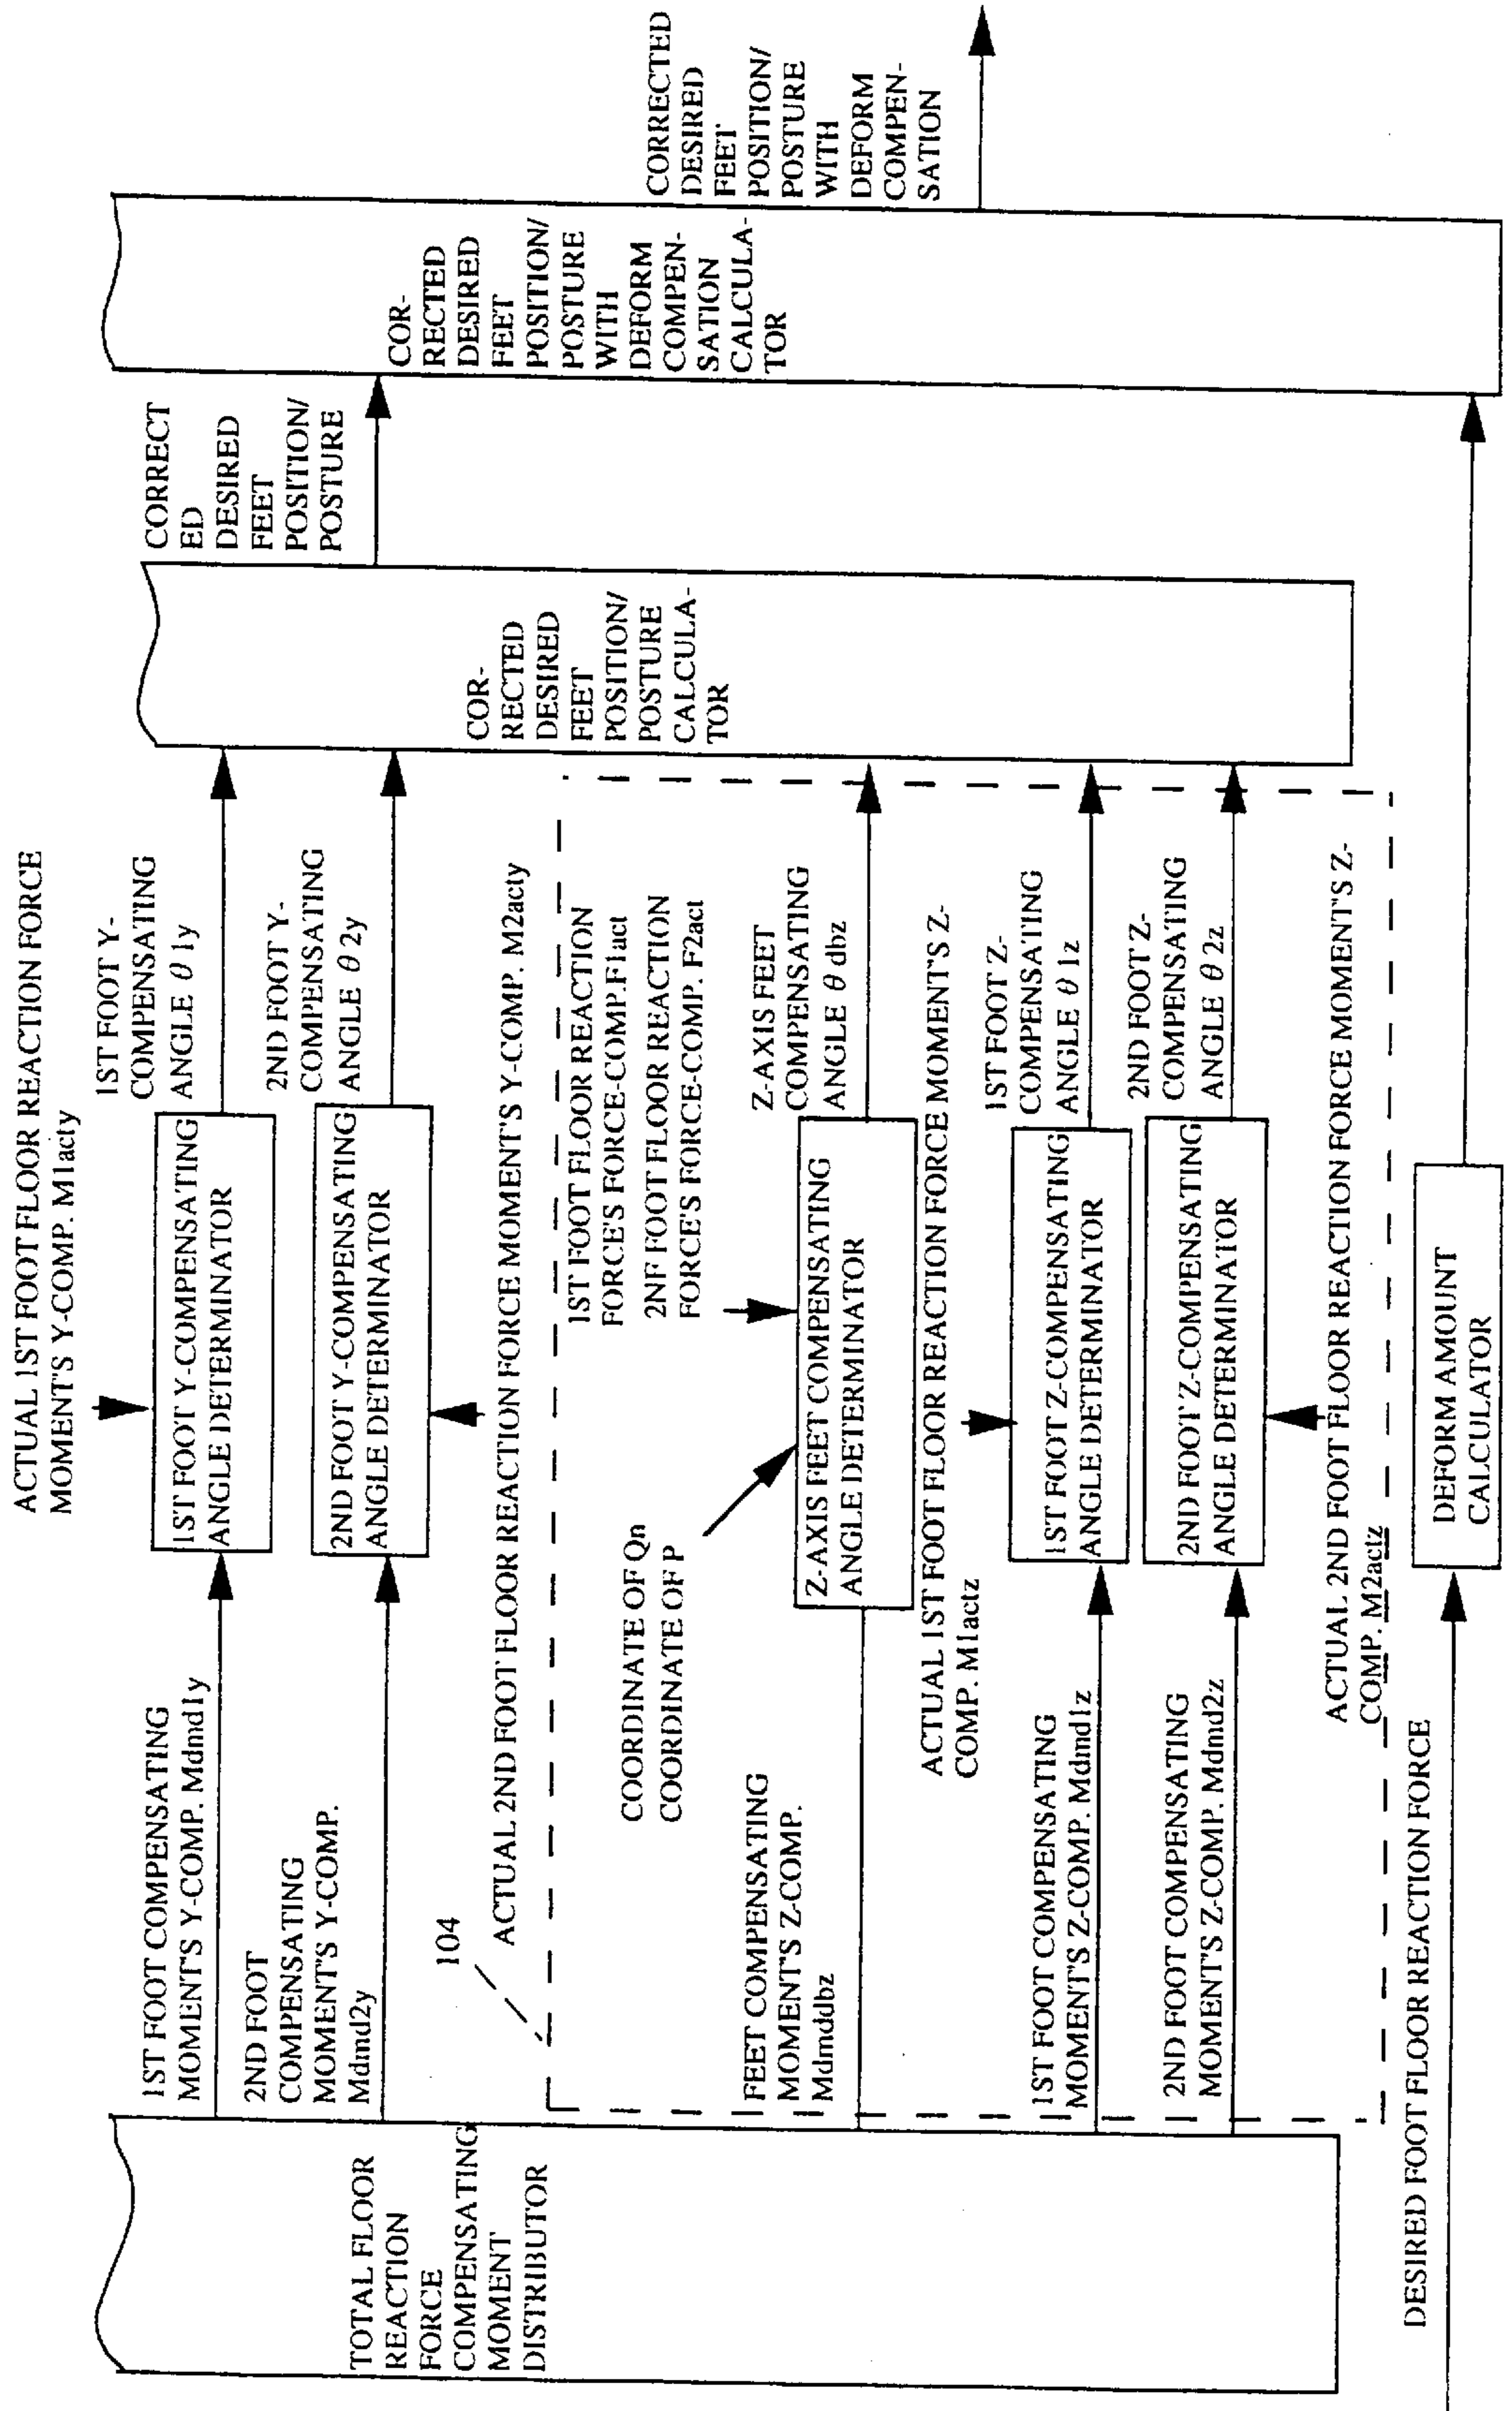 TOTAL FLOOR
REACTION
FORCE
COMPENSATING
MOMENT
DISTRIBUTOR
1ST FOOT COMPENSATING
MOMENT'S Y-COMP. Mdmd1y
2ND FOOT
COMPENSATING
MOMENT'S Y-COMP.
Mdmd2y
104
FEET COMPENSATING
MOMENT'S Z-COMP.
Mdmddbz
1ST FOOT COMPENSATING
MOMENT'S Z-COMP. Mdmd1z
2ND FOOT COMPENSATING
MOMENT'S Z-COMP. Mdmd2z
DESIRED FOOT FLOOR REACTION FORCE
ACTUAL 1ST FOOT FLOOR REACTION FORCE
MOMENT'S Y-COMP. M1acty
1ST FOOT Y-COMPENSATING
ANGLE DETERMINATOR
2ND FOOT Y-COMPENSATING
ANGLE DETERMINATOR
ACTUAL 2ND FOOT FLOOR REACTION FORCE MOMENT'S Y-COMP. M2acty
1ST FOOT FLOOR REACTION
FORCE'S FORCE-COMP.F1act
2NF FOOT FLOOR REACTION
FORCE'S FORCE-COMP. F2act
COORDINATE OF Qn
COORDINATE OF P
Z-AXIS FEET COMPENSATING
ANGLE DETERMINATOR
ACTUAL 1ST FOOT FLOOR REACTION FORCE MOMENT'S Z-
COMP. M1actz
1ST FOOT Z-COMPENSATING
ANGLE DETERMINATOR
2ND FOOT Z-COMPENSATING
ANGLE DETERMINATOR
ACTUAL 2ND FOOT FLOOR REACTION FORCE MOMENT'S Z-
COMP. M2actz
DEFORM AMOUNT
CALCULATOR
1ST FOOT Y-
COMPENSATING
ANGLE θ 1y
2ND FOOT Y-
COMPENSATING
ANGLE θ 2y
Z-AXIS FEET
COMPENSATING
ANGLE θ dbz
1ST FOOT Z-
COMPENSATING
ANGLE θ 1z
2ND FOOT Z-
COMPENSATING
ANGLE θ 2z
COR-
RECTED
DESIRED
FEET
POSITION/
POSTURE
CALCULA-
TOR
CORRECT
ED
DESIRED
FEET
POSITION/
POSTURE
COR-
RECTED
DESIRED
FEET
POSITION/
POSTURE
WITH
DEFORM
COMPEN-
SATION
CALCULA-
TOR
CORRECTED
DESIRED
FEET
POSITION/
POSTURE
WITH
DEFORM
COMPEN-
SATION